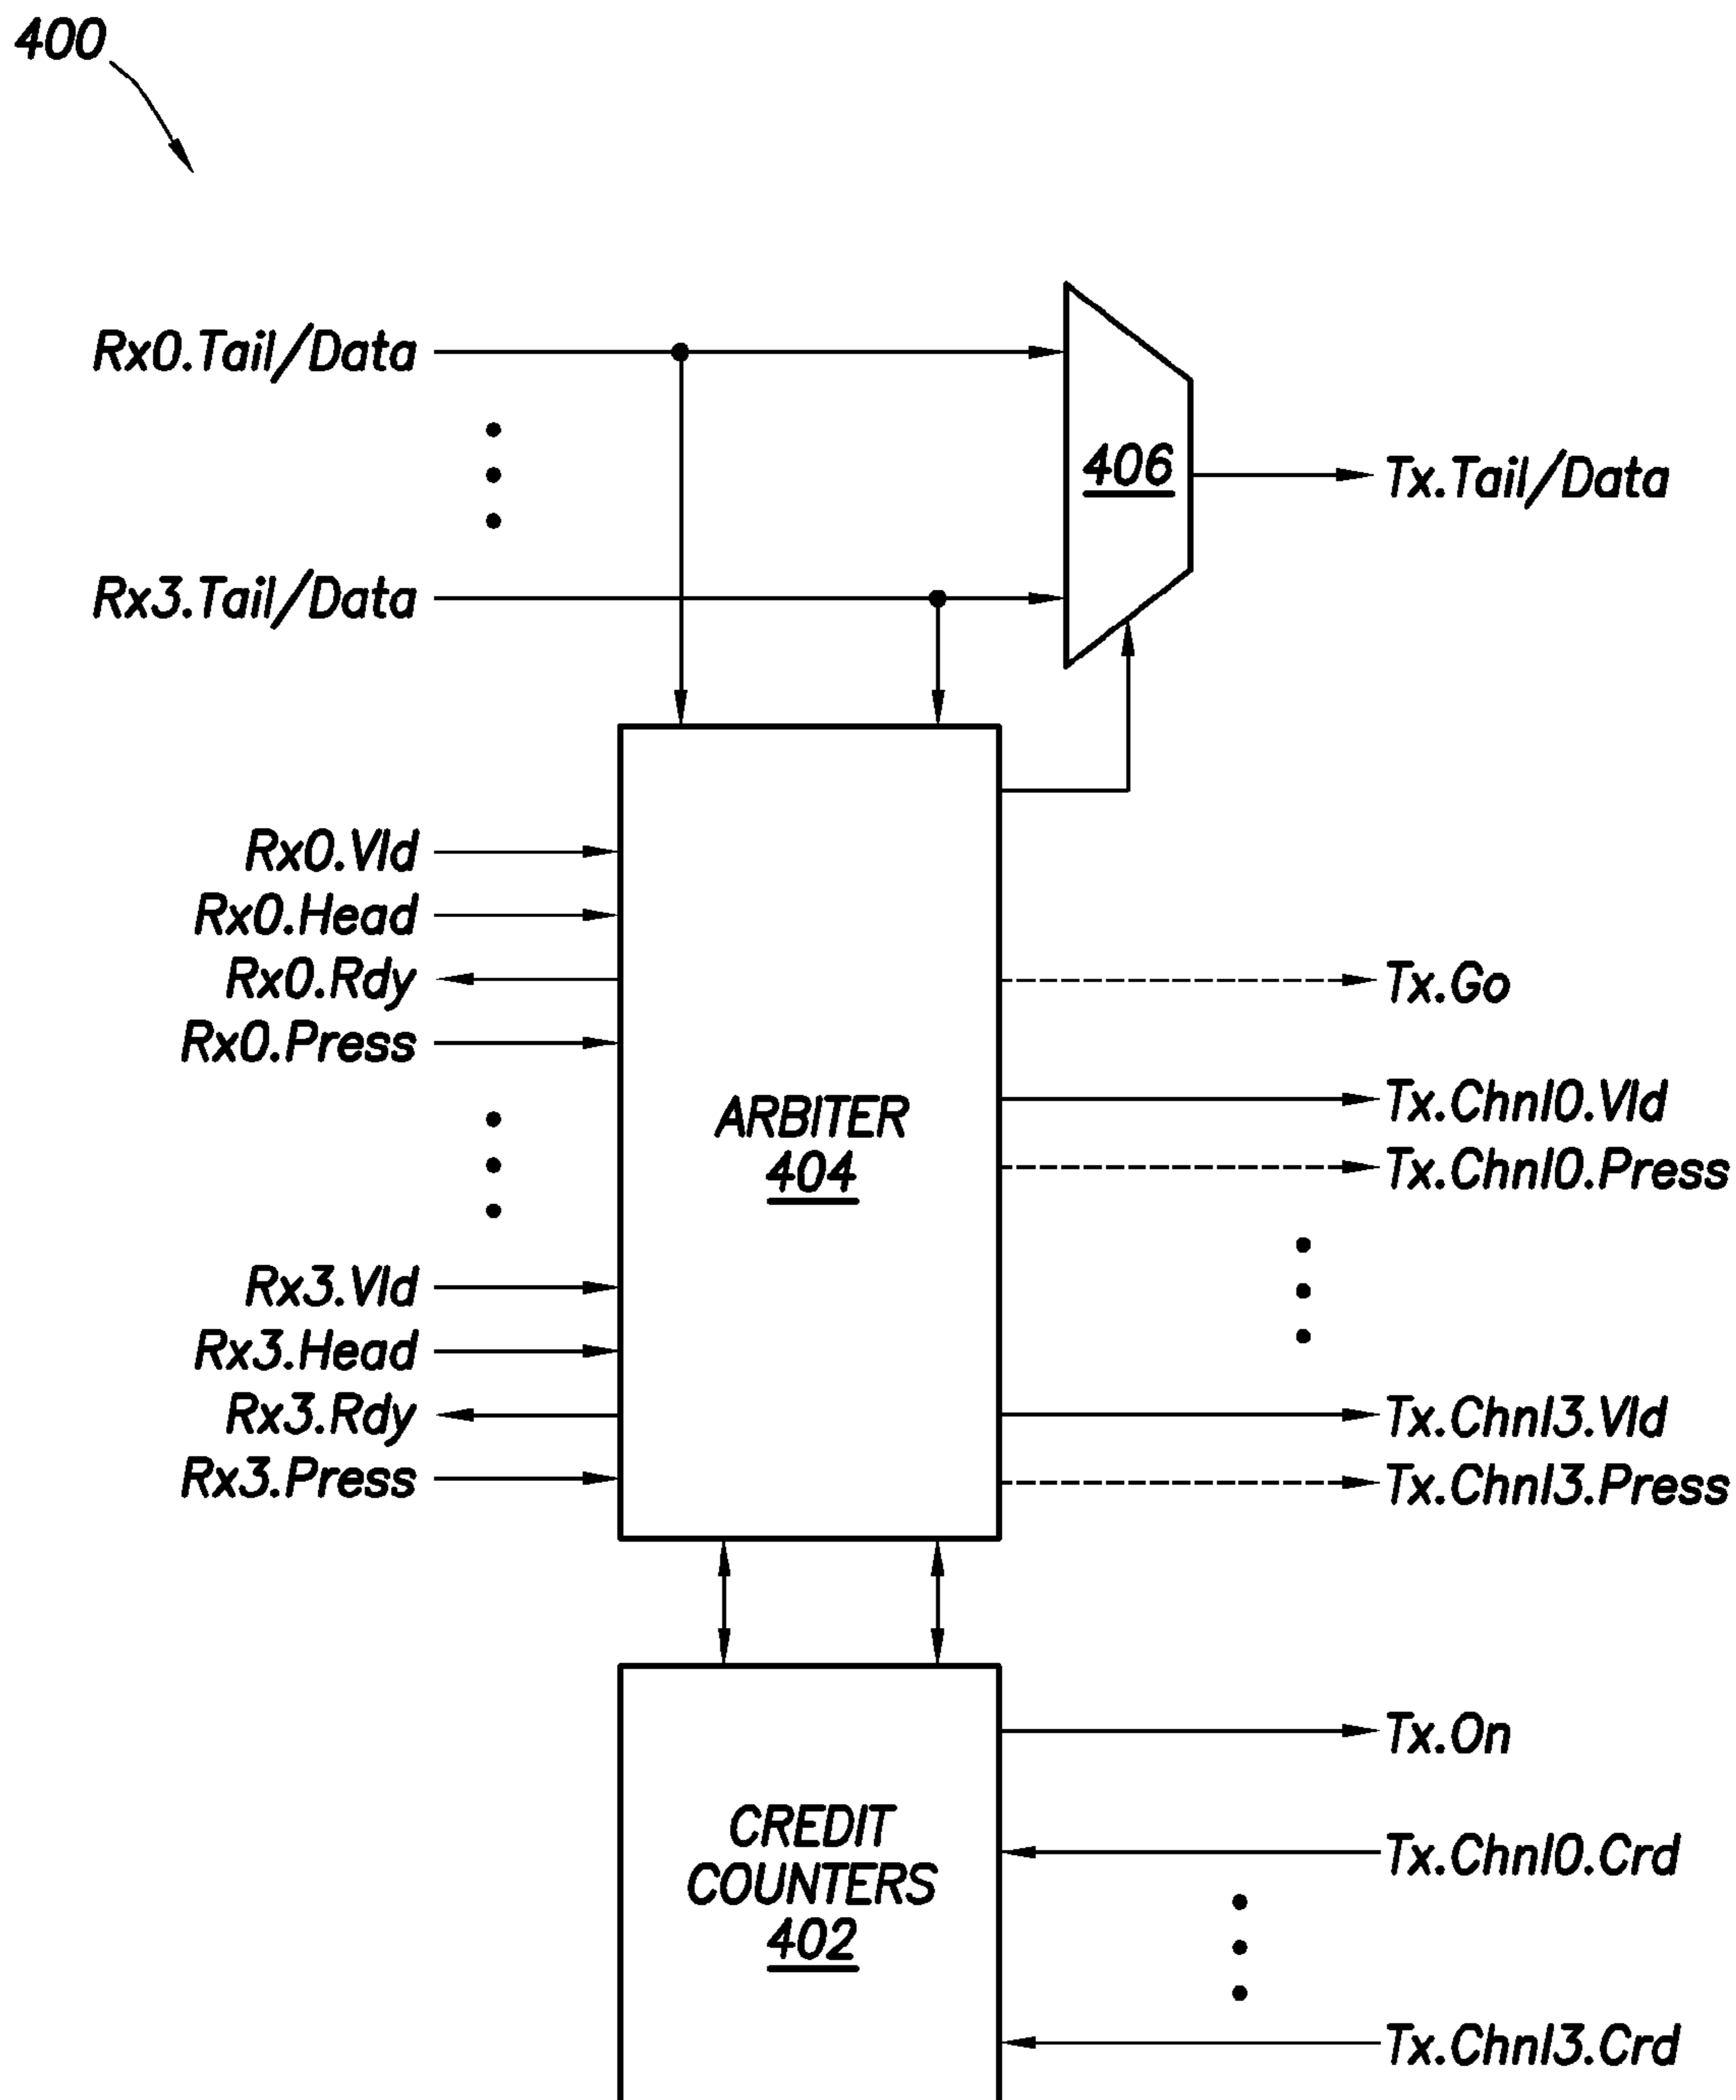 400
Rx0.Tail/Data
406
Tx.Tail/Data
Rx3.Tail/Data
Rx0.Vld
Rx0.Head
Rx0.Rdy
Tx.Go
Rx0.Press
ARBITER
404
Tx.Chnl0.Vld
Tx.Chnl0.Press
Rx3.Vld
Rx3.Head
Rx3.Rdy
Tx.Chnl3.Vld
Rx3.Press
Tx.Chnl3.Press
Tx.On
CREDIT
COUNTERS
402
Tx.Chnl0.Crd
Tx.Chnl3.Crd